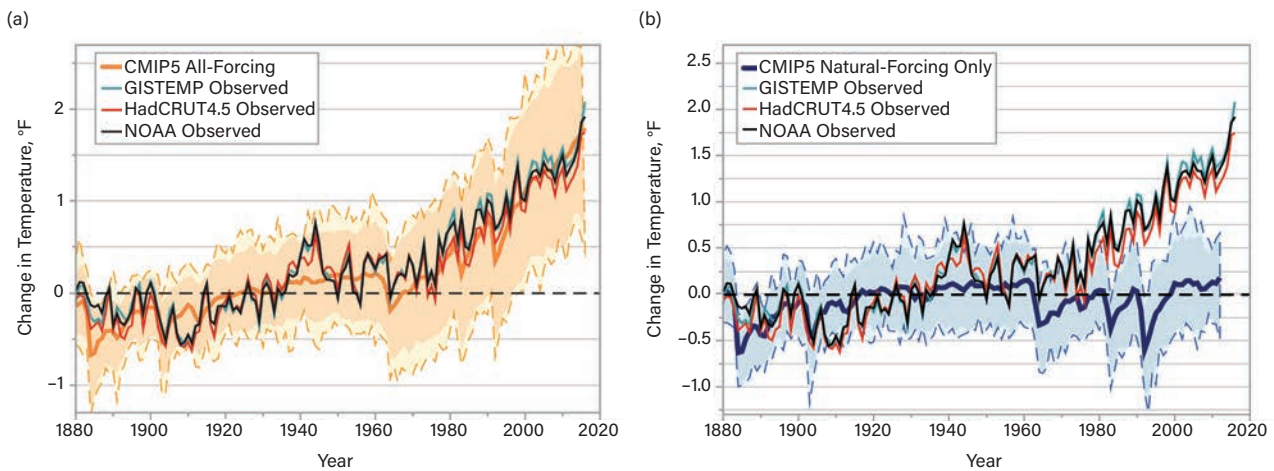 (a)
CMIP5 All-Forcing
GISTEMP Observed
HadCRUT4.5 Observed
NOAA Observed
Change in Temperature, °F
2
1
0
−1
1880 1900 1920 1940 1960 1980 2000 2020
Year
(b)
CMIP5 Natural-Forcing Only
GISTEMP Observed
HadCRUT4.5 Observed
NOAA Observed
Change in Temperature, °F
2.5
2.0
1.5
1.0
0.5
0.0
−0.5
−1.0
1880 1900 1920 1940 1960 1980 2000 2020
Year